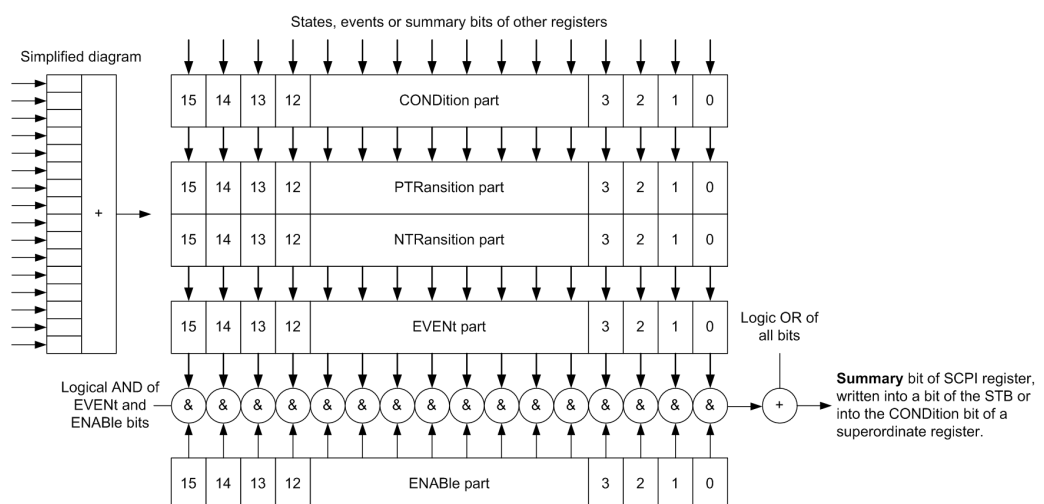 States, events or summary bits of other registers
Simplified diagram
15 14 13 12 CONDition part 3 2 1 0
15 14 13 12 PTRansition part 3 2 1 0
+
15 14 13 12 NTRansition part 3 2 1 0
15 14 13 12 EVENt part 3 2 1 0
Logic OR of
all bits
Logical AND of
EVENt and
ENABle bits
& & & & & & & & & & & & & & & &
+
Summary bit of SCPI register,
written into a bit of the STB or
into the CONDition bit of a
superordinate register.
15 14 13 12 ENABle part 3 2 1 0